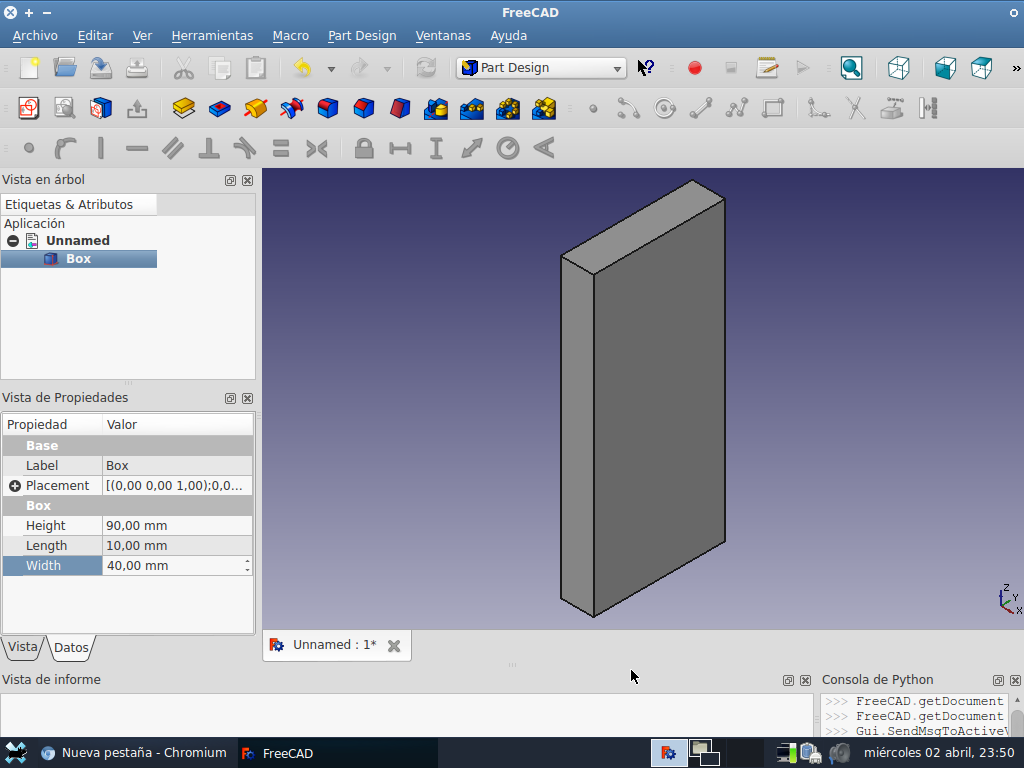 FreeCAD
Archivo Editar Ver Herramientas Macro Part Design Ventanas Ayuda
Part Design
Vista en árbol
Etiquetas & Atributos
Aplicación
Unnamed
Box
Vista de Propiedades
Propiedad Valor
Base
Label Box
Placement [(0,00 0,00 1,00);0,0...
Box
Height 90,00 mm
Length 10,00 mm
Width 40,00 mm
Vista Datos
Z
Y
X
Unnamed : 1*
Vista de informe
Consola de Python
>>> FreeCAD.getDocument
>>> FreeCAD.getDocument
>>> Gui.SendMsgToActiveV
Nueva pestaña - Chromium
FreeCAD
miércoles 02 abril, 23:50